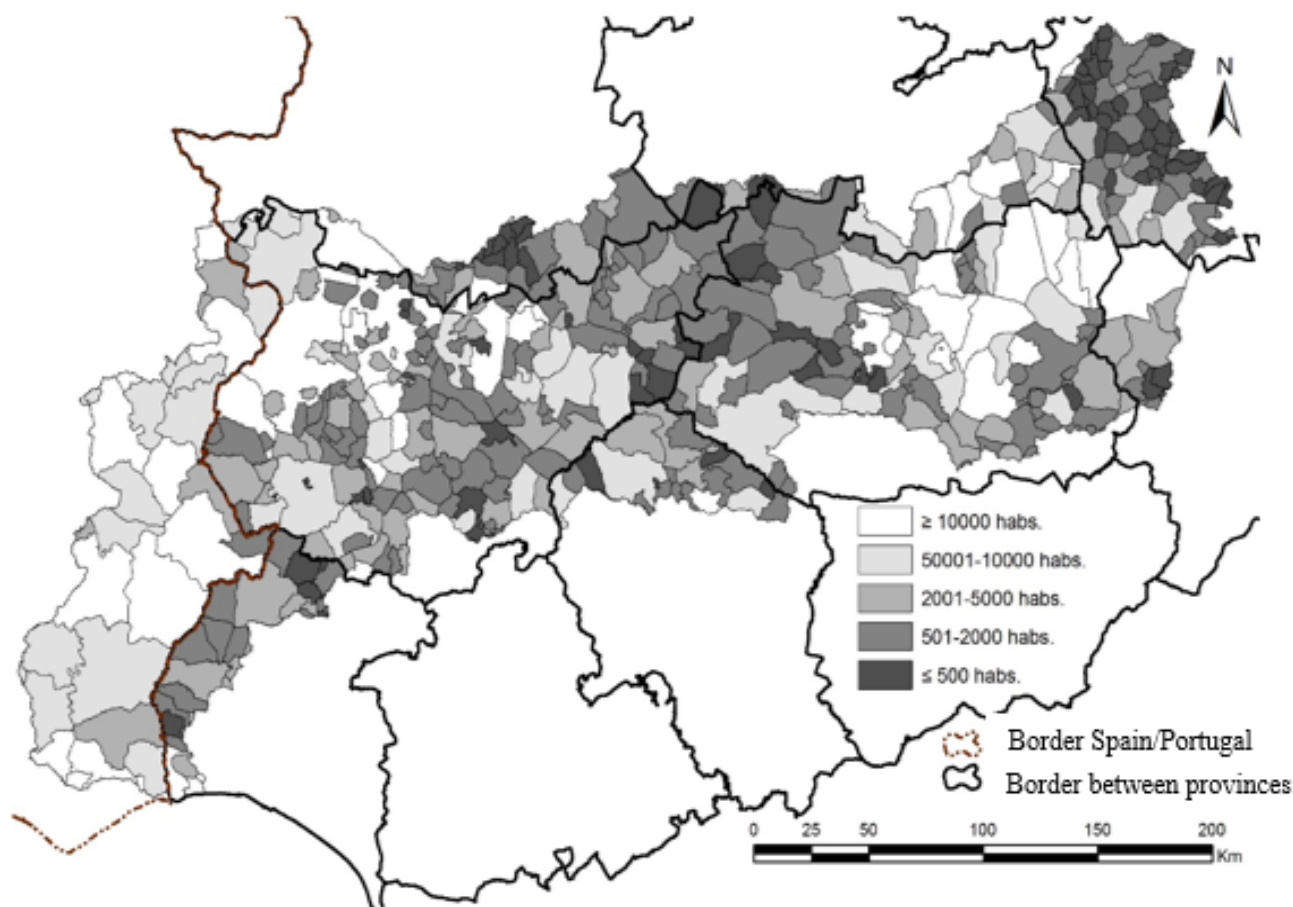 N
≥ 10000 habs.
50001-10000 habs.
2001-5000 habs.
501-2000 habs.
≤ 500 habs.
Border Spain/Portugal
Border between provinces
0 25 50 100 150 200
Km